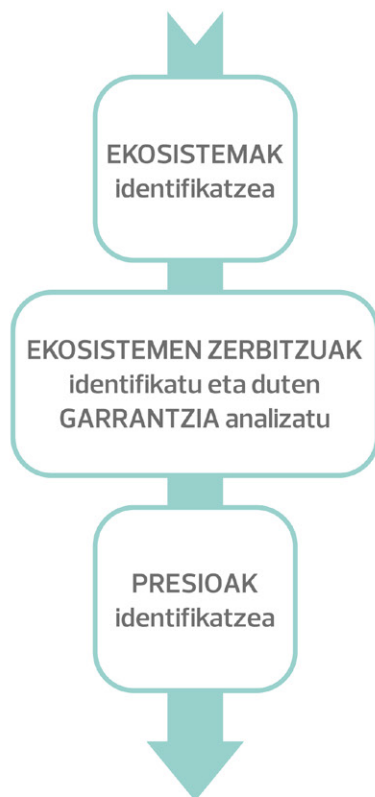 EKOSISTEMAK
identifikatzea
EKOSISTEMEN ZERBITZUAK
identifikatu eta duten
GARRANTZIA analizatu
PRESIOAK
identifikatzea